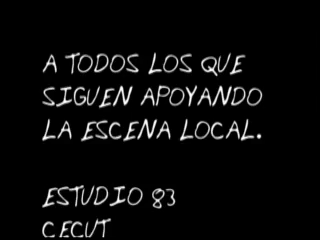 A TODOS LOS QUE
SIGUEN APOYANDO
LA ESCENA LOCAL.
ESTUDIO 83
CECUT